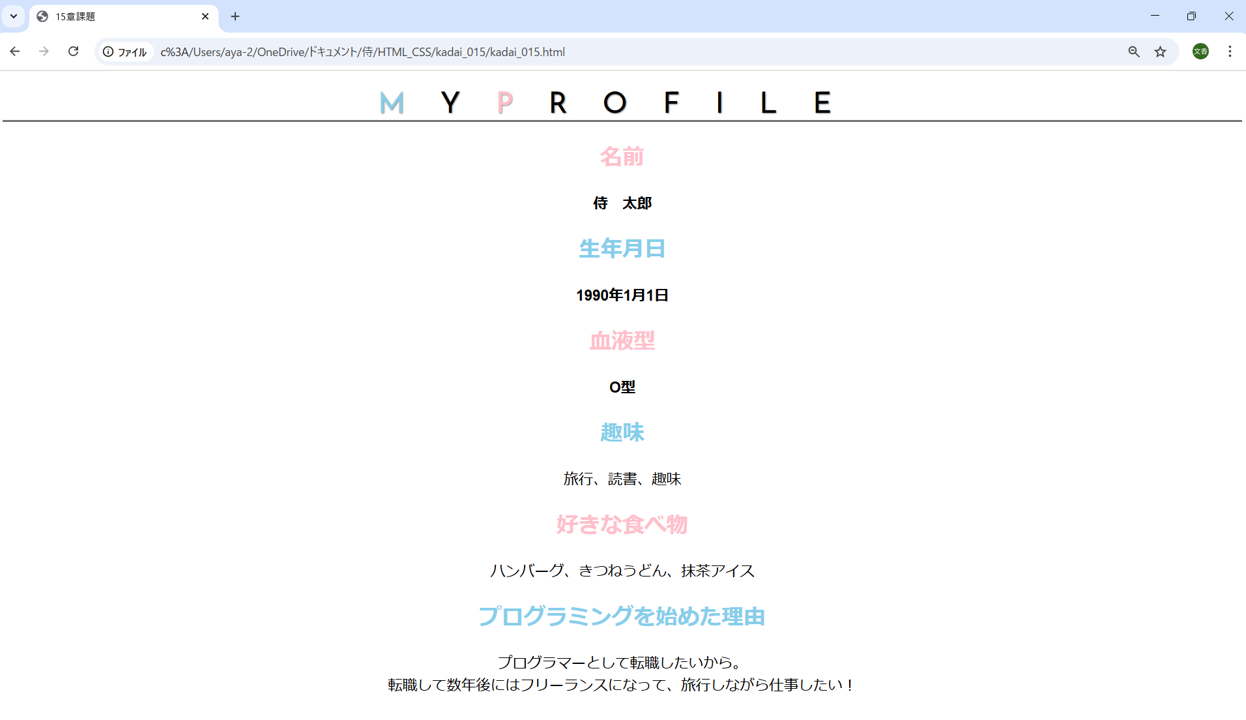 15章課題
ファイル c%3A/Users/aya-2/OneDrive/ドキュメント/侍/HTML_CSS/kadai_015/kadai_015.html
文香
M Y P R O F I L E
名前
侍　太郎
生年月日
1990年1月1日
血液型
O型
趣味
旅行、読書、趣味
好きな食べ物
ハンバーグ、きつねうどん、抹茶アイス
プログラミングを始めた理由
プログラマーとして転職したいから。
転職して数年後にはフリーランスになって、旅行しながら仕事したい！